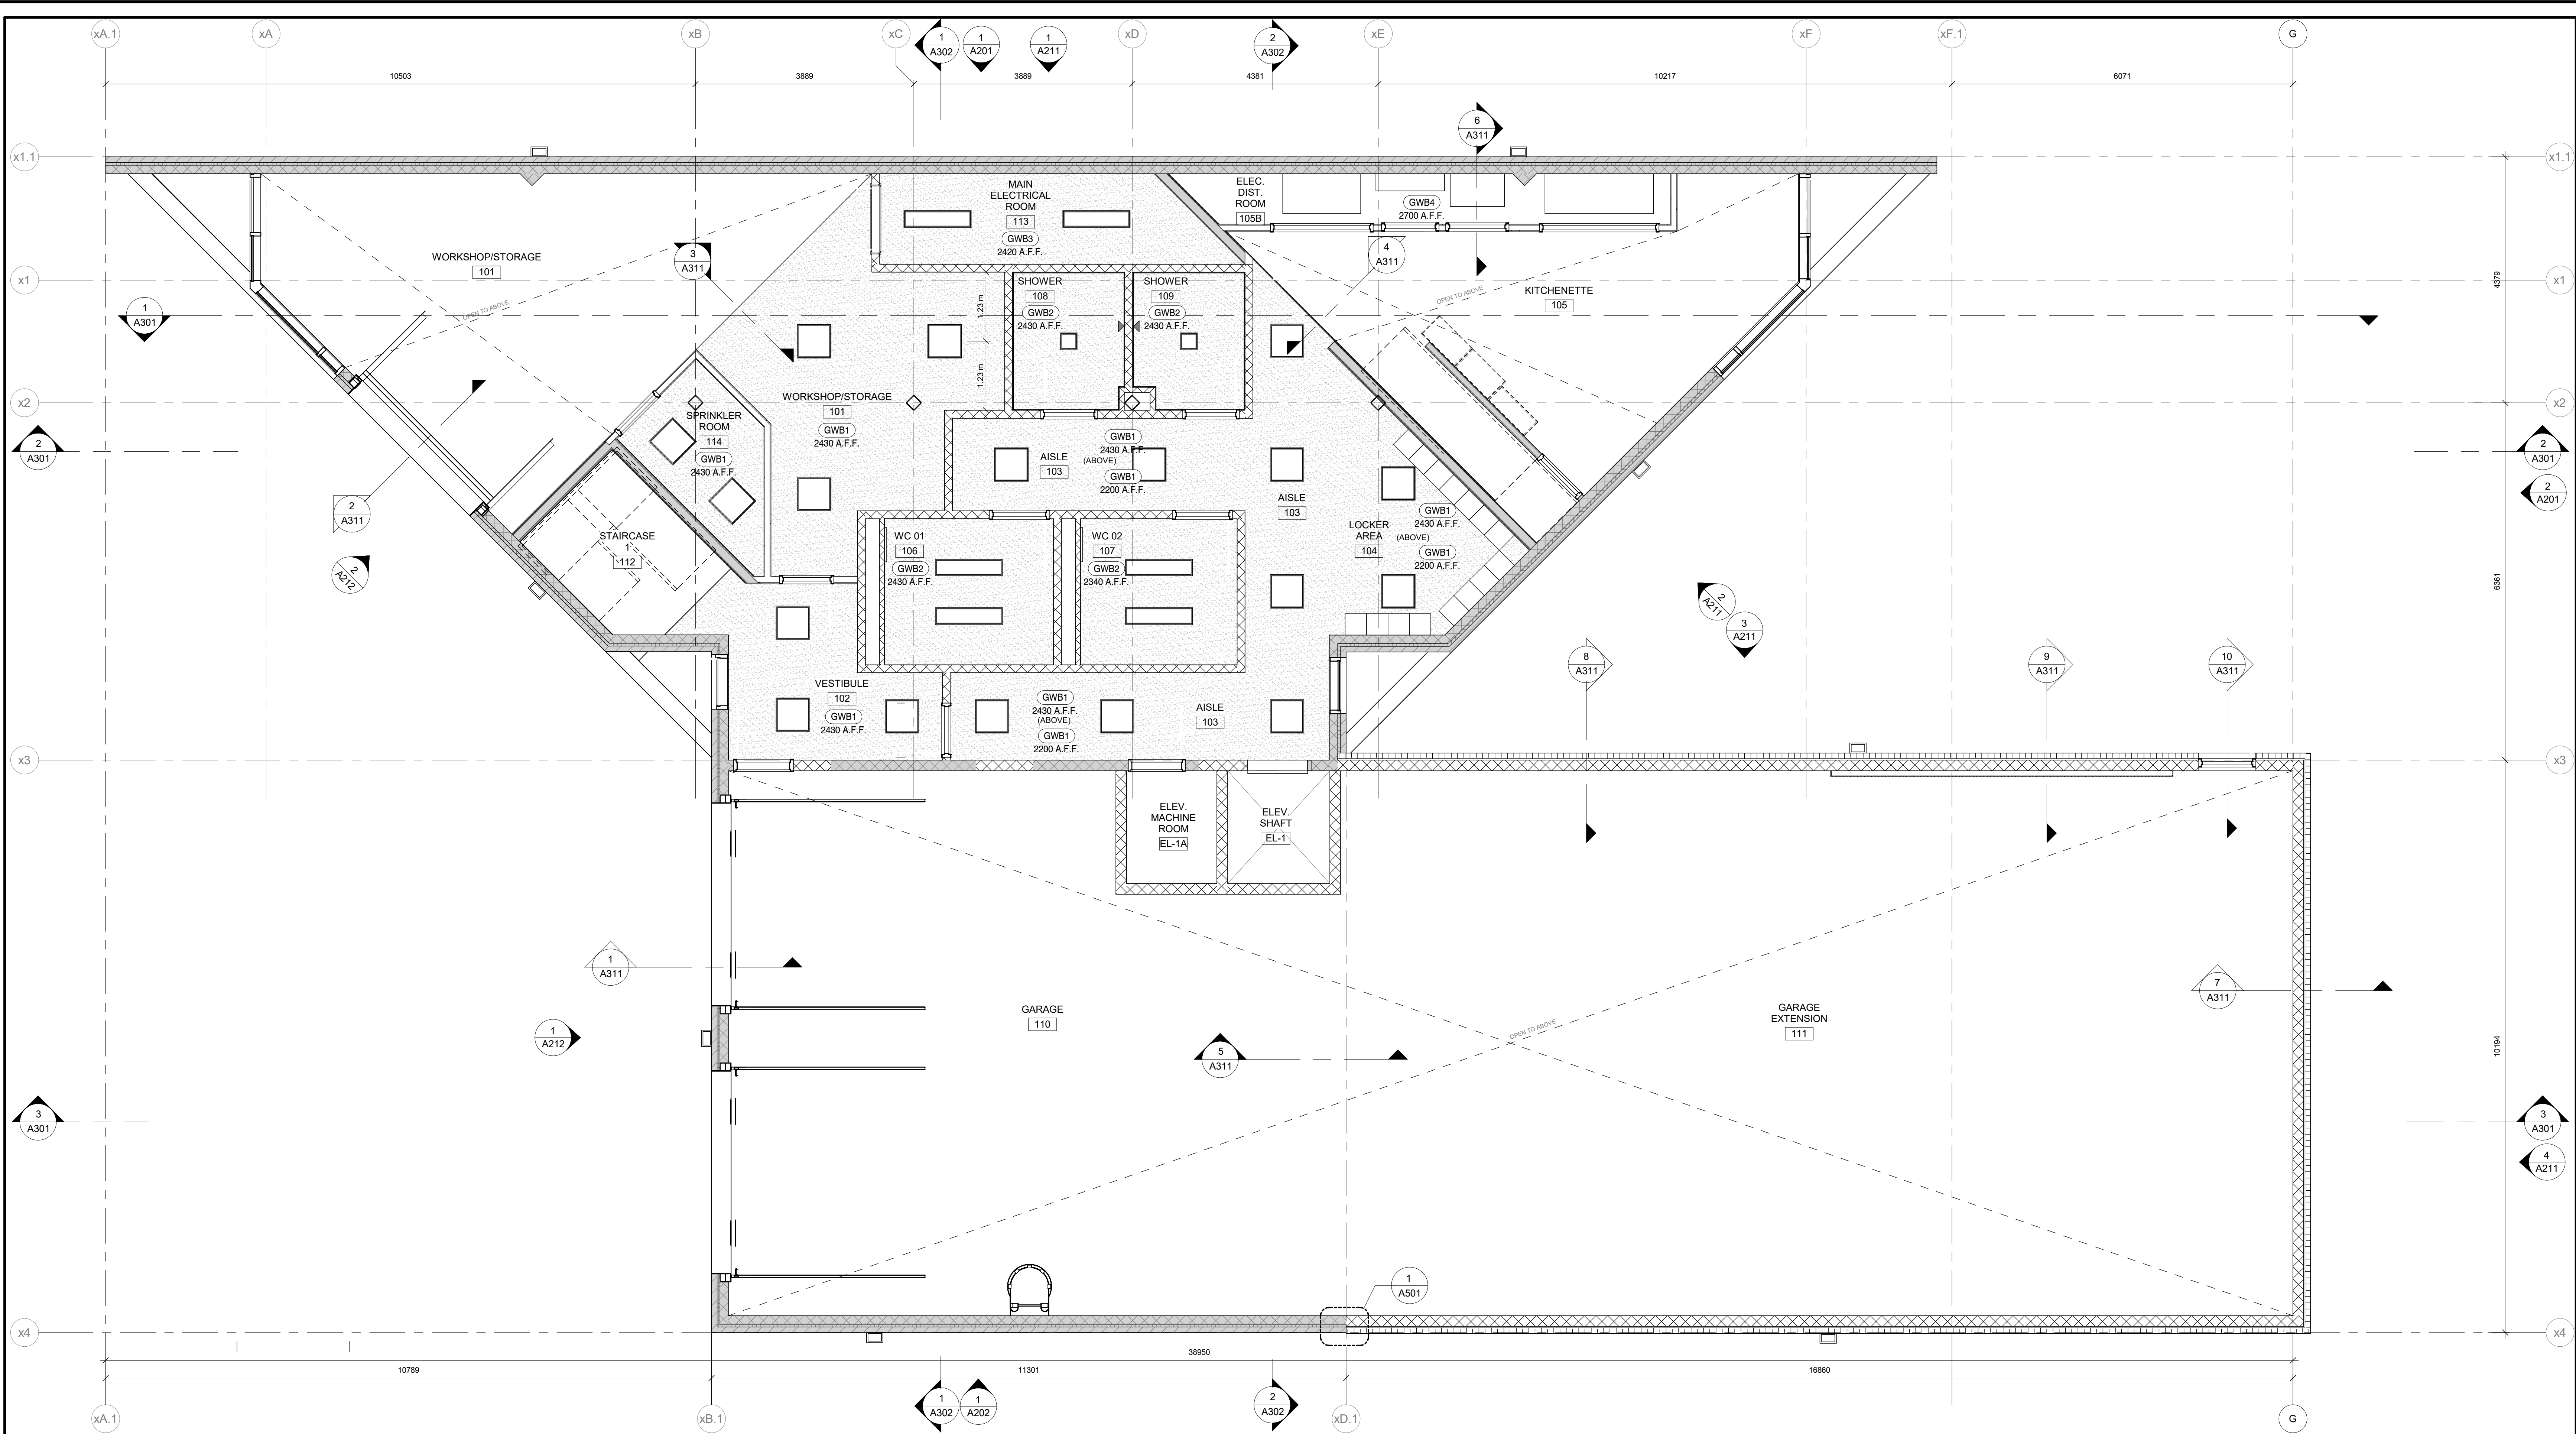 xA.1
xA
xB
xC
1
A302
1
A201
1
A211
xD
2
A302
xE
xF
xF.1
G
10503
3889
3889
4381
10217
6071
6
A311
x1.1
x1.1
MAIN
ELECTRICAL
ROOM
113
GWB3
2420 A.F.F.
ELEC.
DIST.
ROOM
105B
GWB4
2700 A.F.F.
WORKSHOP/STORAGE
101
3
A311
4
A311
x1
x1
4379
OPEN TO ABOVE
1
A301
1.23 m
SHOWER
108
GWB2
2430 A.F.F.
SHOWER
109
GWB2
2430 A.F.F.
OPEN TO ABOVE
KITCHENETTE
105
1.23 m
x2
x2
WORKSHOP/STORAGE
101
GWB1
2430 A.F.F.
SPRINKLER
ROOM
114
GWB1
2430 A.F.F.
2
A301
2
A301
2
A201
AISLE
103
GWB1
2430 A.F.F.
(ABOVE)
GWB1
2200 A.F.F.
AISLE
103
2
A311
STAIRCASE
1
112
WC 01
106
GWB2
2430 A.F.F.
WC 02
107
GWB2
2340 A.F.F.
LOCKER
AREA
104
GWB1
2430 A.F.F.
(ABOVE)
GWB1
2200 A.F.F.
2
A212
2
A211
3
A211
6361
8
A311
9
A311
10
A311
VESTIBULE
102
GWB1
2430 A.F.F.
GWB1
2430 A.F.F.
(ABOVE)
GWB1
2200 A.F.F.
AISLE
103
x3
x3
ELEV.
MACHINE
ROOM
EL-1A
ELEV.
SHAFT
EL-1
1
A311
7
A311
GARAGE
110
GARAGE
EXTENSION
111
OPEN TO ABOVE
1
A212
5
A311
10194
3
A301
3
A301
4
A211
1
A501
x4
x4
38950
10789
11301
16860
xA.1
xB.1
1
A302
1
A202
2
A302
xD.1
G